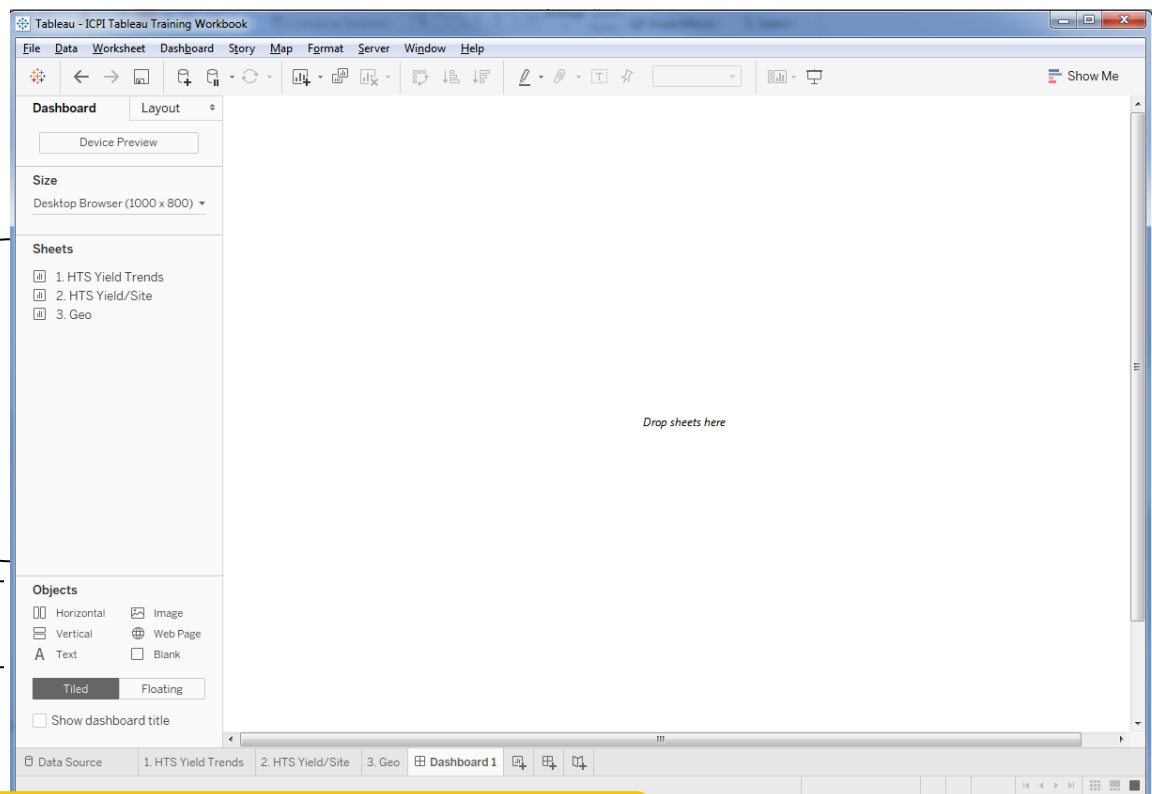 Tableau - ICPI Tableau Training Workbook
File Data Worksheet Dashboard Story Map Format Server Window Help
Show Me
Dashboard Layout
Device Preview
Size
Desktop Browser (1000 x 800)
Sheets
1. HTS Yield Trends
2. HTS Yield/Site
3. Geo
Drop sheets here
Objects
Horizontal Image
Vertical Web Page
A Text Blank
Tiled Floating
Show dashboard title
Data Source 1. HTS Yield Trends 2. HTS Yield/Site 3. Geo Dashboard 1